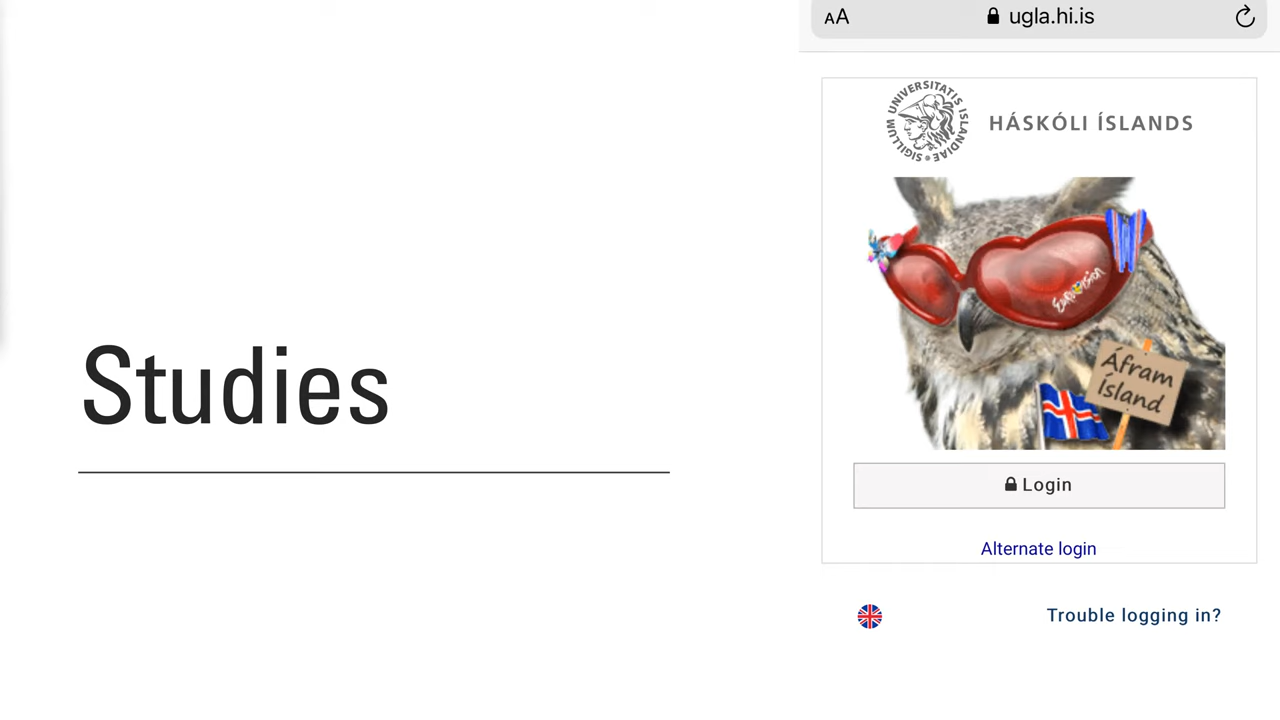 Studies
AA ugla.hi.is
SIGILLUM UNIVERSITATIS ISLANDIAE
HÁSKÓLI ÍSLANDS
EUROVISION
Áfram
Ísland
Login
Alternate login
Trouble logging in?